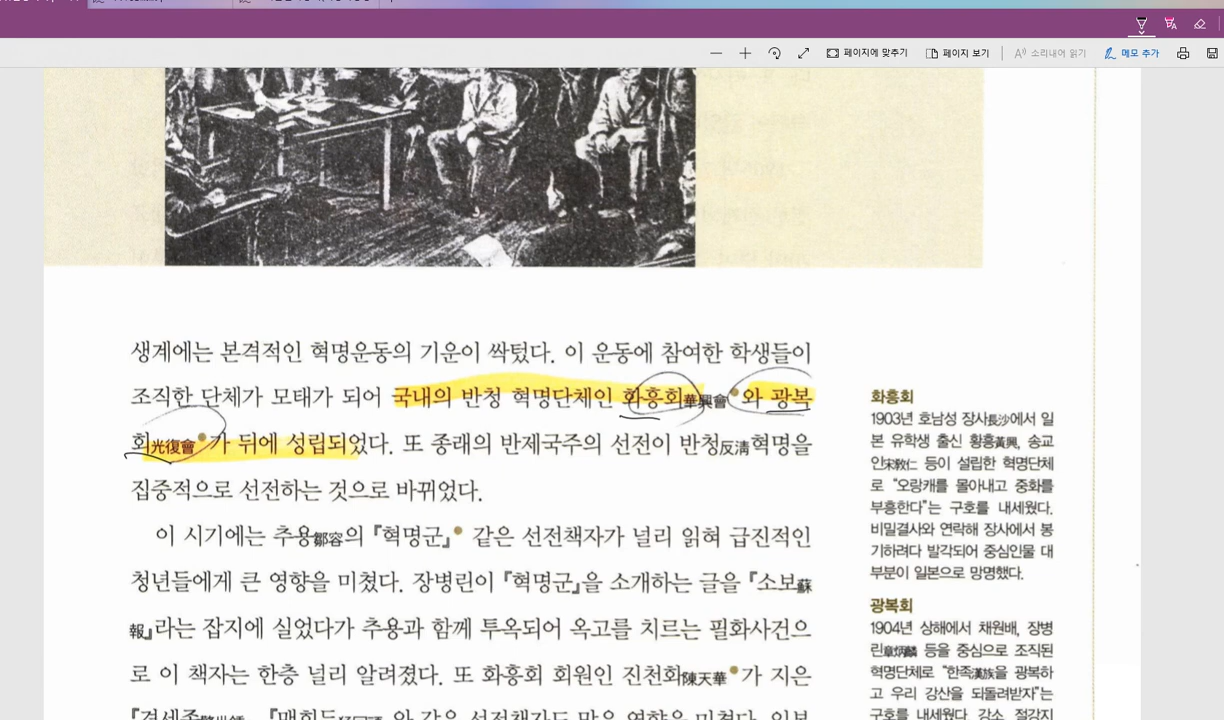 페이지에 맞추기
페이지 보기
소리내어 읽기
메모 추가
생계에는 본격적인 혁명운동의 기운이 싹텄다. 이 운동에 참여한 학생들이
조직한 단체가 모태가 되어 국내의 반청 혁명단체인 화흥회華興會와 광복
회光復會가 뒤에 성립되었다. 또 종래의 반제국주의 선전이 반청反淸혁명을
집중적으로 선전하는 것으로 바뀌었다.
이 시기에는 추용鄒容의 『혁명군』 같은 선전책자가 널리 읽혀 급진적인
청년들에게 큰 영향을 미쳤다. 장병린이 『혁명군』을 소개하는 글을 『소보蘇
報』라는 잡지에 실었다가 추용과 함께 투옥되어 옥고를 치르는 필화사건으
로 이 책자는 한층 널리 알려졌다. 또 화흥회 회원인 진천화陳天華가 지은
화흥회
1903년 호남성 장사長沙에서 일
본 유학생 출신 황흥黃興, 송교
인宋敎仁 등이 설립한 혁명단체
로 "오랑캐를 몰아내고 중화를
부흥한다"는 구호를 내세웠다.
비밀결사와 연락해 장사에서 봉
기하려다 발각되어 중심인물 대
부분이 일본으로 망명했다.
광복회
1904년 상해에서 채원배, 장병
린章炳麟 등을 중심으로 조직된
혁명단체로 "한족漢族을 광복하
고 우리 강산을 되돌려받자"는
구호를 내세웠다. 강소, 절강지